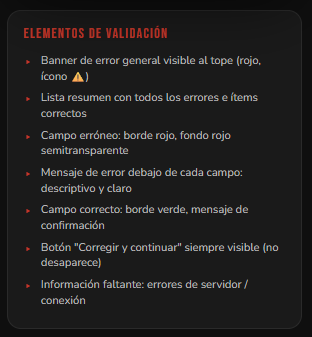 ELEMENTOS DE VALIDACIÓN
▸ Banner de error general visible al tope (rojo,
ícono ⚠️)
▸ Lista resumen con todos los errores e ítems
correctos
▸ Campo erróneo: borde rojo, fondo rojo
semitransparente
▸ Mensaje de error debajo de cada campo:
descriptivo y claro
▸ Campo correcto: borde verde, mensaje de
confirmación
▸ Botón "Corregir y continuar" siempre visible (no
desaparece)
▸ Información faltante: errores de servidor /
conexión